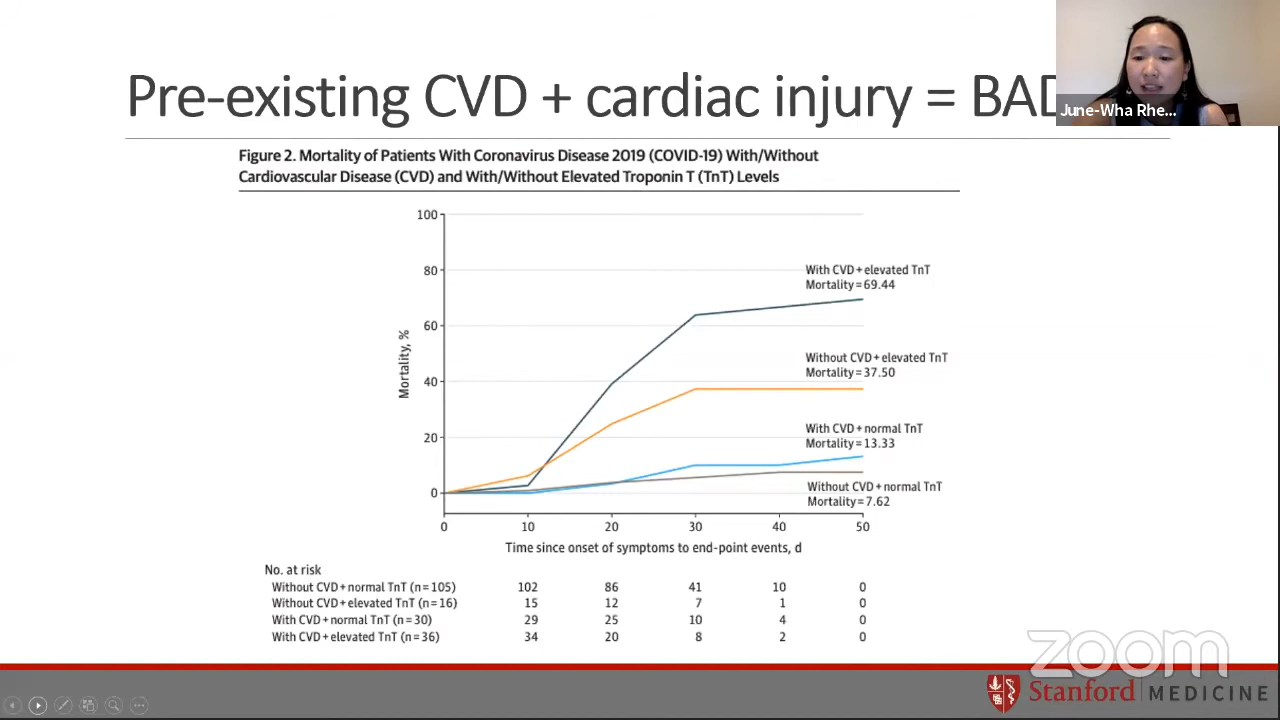 Pre-existing CVD + cardiac injury = BAD
June-Wha Rhe...
Figure 2. Mortality of Patients With Coronavirus Disease 2019 (COVID-19) With/Without
Cardiovascular Disease (CVD) and With/Without Elevated Troponin T (TnT) Levels
100
80
60
40
20
0
Mortality, %
With CVD + elevated TnT
Mortality = 69.44
Without CVD + elevated TnT
Mortality = 37.50
With CVD + normal TnT
Mortality = 13.33
Without CVD + normal TnT
Mortality = 7.62
0 10 20 30 40 50
Time since onset of symptoms to end-point events, d
No. at risk
Without CVD + normal TnT (n = 105) 102 86 41 10 0
Without CVD + elevated TnT (n = 16) 15 12 7 1 0
With CVD + normal TnT (n = 30) 29 25 10 4 0
With CVD + elevated TnT (n = 36) 34 20 8 2 0
zoom
Stanford MEDICINE